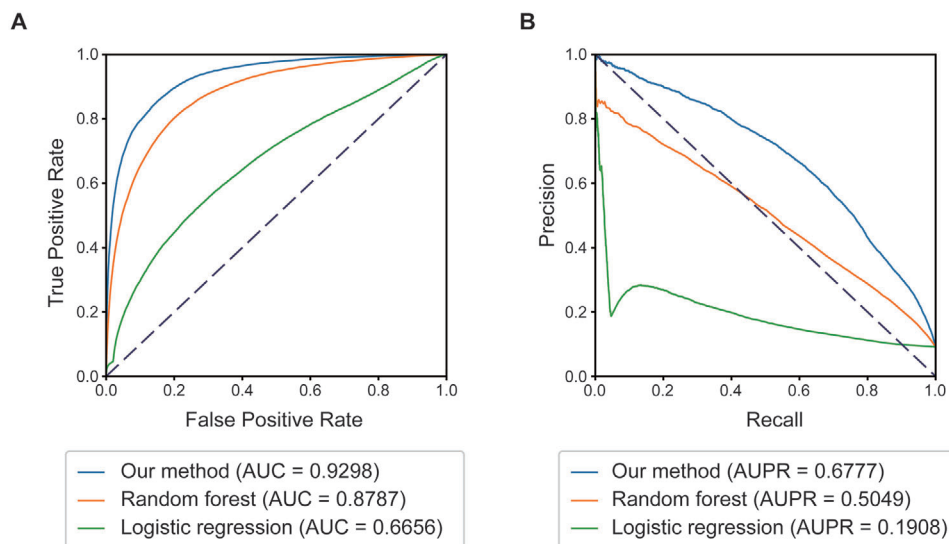 A
B
True Positive Rate
1.0
0.8
0.6
0.4
0.2
0.0
0.0 0.2 0.4 0.6 0.8 1.0
False Positive Rate
Our method (AUC = 0.9298)
Random forest (AUC = 0.8787)
Logistic regression (AUC = 0.6656)
Precision
1.0
0.8
0.6
0.4
0.2
0.0
0.0 0.2 0.4 0.6 0.8 1.0
Recall
Our method (AUPR = 0.6777)
Random forest (AUPR = 0.5049)
Logistic regression (AUPR = 0.1908)